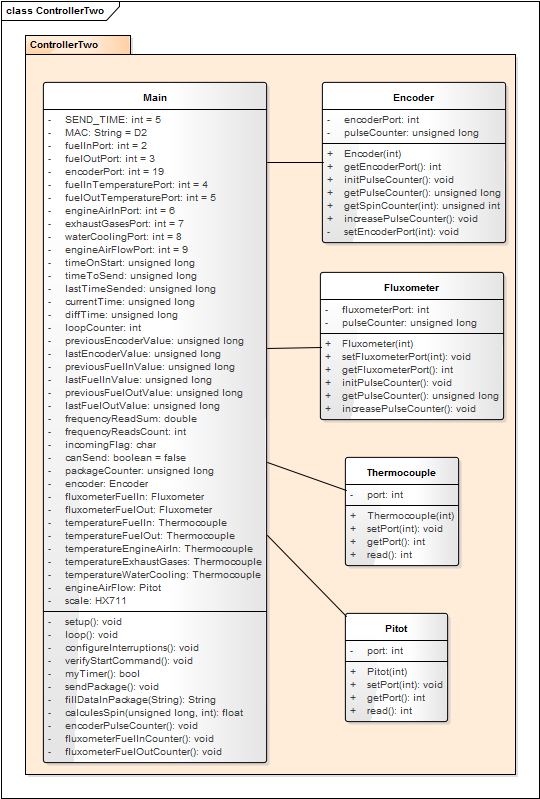 class ControllerTwo
ControllerTwo
Main
- SEND_TIME: int = 5
- MAC: String = D2
- fuelInPort: int = 2
- fuelOutPort: int = 3
- encoderPort: int = 19
- fuelInTemperaturePort: int = 4
- fuelOutTemperaturePort: int = 5
- engineAirInPort: int = 6
- exhaustGasesPort: int = 7
- waterCoolingPort: int = 8
- engineAirFlowPort: int = 9
- timeOnStart: unsigned long
- timeToSend: unsigned long
- lastTimeSended: unsigned long
- currentTime: unsigned long
- diffTime: unsigned long
- loopCounter: int
- previousEncoderValue: unsigned long
- lastEncoderValue: unsigned long
- previousFuelInValue: unsigned long
- lastFuelInValue: unsigned long
- previousFuelOutValue: unsigned long
- lastFuelOutValue: unsigned long
- frequencyReadSum: double
- frequencyReadsCount: int
- incomingFlag: char
- canSend: boolean = false
- packageCounter: unsigned long
- encoder: Encoder
- fluxometerFuelIn: Fluxometer
- fluxometerFuelOut: Fluxometer
- temperatureFuelIn: Thermocouple
- temperatureFuelOut: Thermocouple
- temperatureEngineAirIn: Thermocouple
- temperatureExhaustGases: Thermocouple
- temperatureWaterCooling: Thermocouple
- engineAirFlow: Pitot
- scale: HX711
- setup(): void
- loop(): void
- configureInterruptions(): void
- verifyStartCommand(): void
- myTimer(): bool
- sendPackage(): void
- fillDataInPackage(String): String
- calculesSpin(unsigned long, int): float
- encoderPulseCounter(): void
- fluxometerFuelInCounter(): void
- fluxometerFuelOutCounter(): void
Encoder
- encoderPort: int
- pulseCounter: unsigned long
+ Encoder(int)
+ getEncoderPort(): int
+ initPulseCounter(): void
+ getPulseCounter(): unsigned long
+ getSpinCounter(int): unsigned int
+ increasePulseCounter(): void
- setEncoderPort(int): void
Fluxometer
- fluxometerPort: int
- pulseCounter: unsigned long
+ Fluxometer(int)
+ setFluxometerPort(int): void
+ getFluxometerPort(): int
+ initPulseCounter(): void
+ getPulseCounter(): unsigned long
+ increasePulseCounter(): void
Thermocouple
- port: int
+ Thermocouple(int)
+ setPort(int): void
+ getPort(): int
+ read(): int
Pitot
- port: int
+ Pitot(int)
+ setPort(int): void
+ getPort(): int
+ read(): int